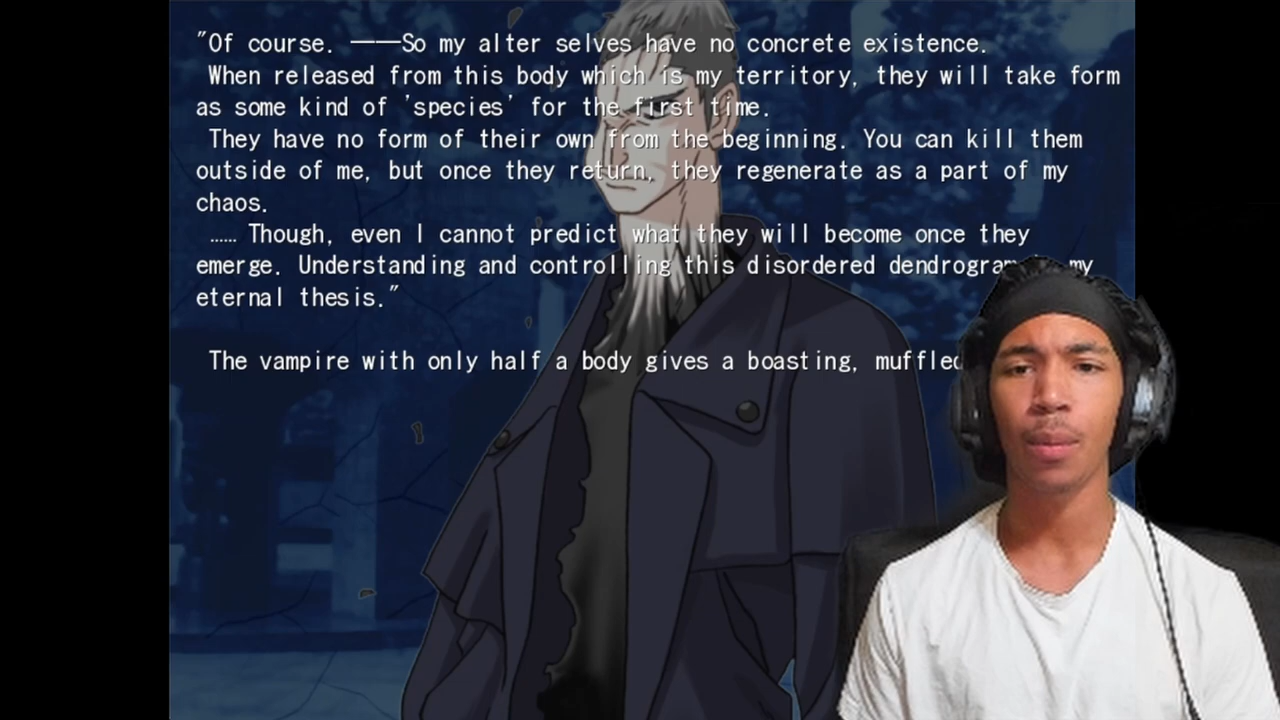 "Of course. ――So my alter selves have no concrete existence.
When released from this body which is my territory, they will take form
as some kind of 'species' for the first time.
They have no form of their own from the beginning. You can kill them
outside of me, but once they return, they regenerate as a part of my
chaos.
…… Though, even I cannot predict what they will become once they
emerge. Understanding and controlling this disordered dendrogram my
eternal thesis."
The vampire with only half a body gives a boasting, muffled